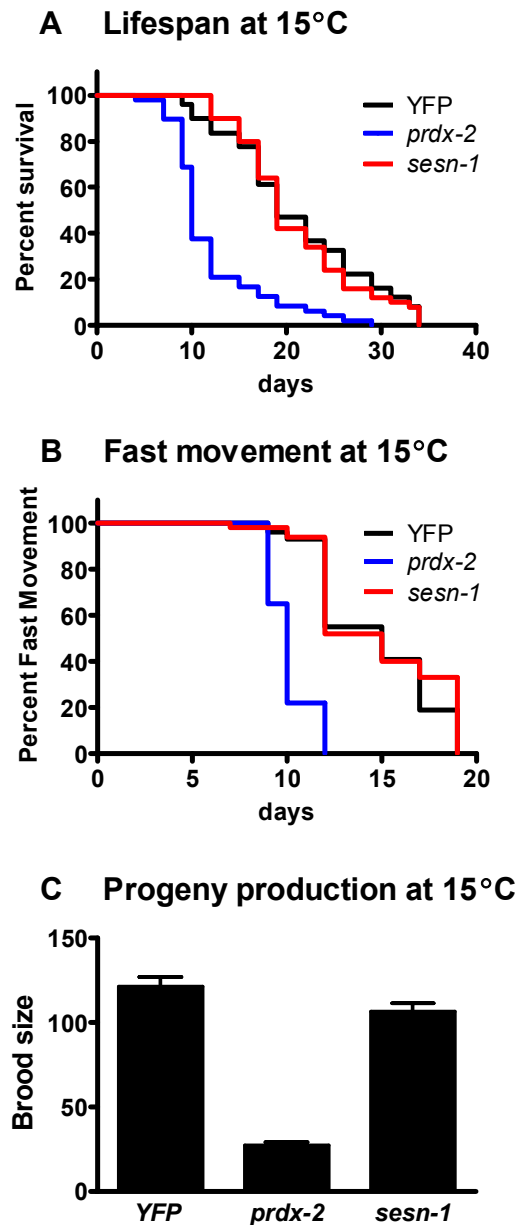 A Lifespan at 15°C
Percent survival
100
80
60
40
20
0
YFP
prdx-2
sesn-1
0 10 20 30 40
days
B Fast movement at 15°C
Percent Fast Movement
100
80
60
40
20
0
YFP
prdx-2
sesn-1
0 5 10 15 20
days
C Progeny production at 15°C
Brood size
150
100
50
0
YFP prdx-2 sesn-1